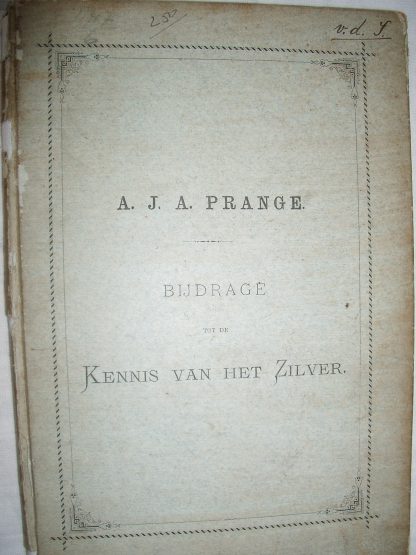 v.d. S.
A. J. A. PRANGE.
BIJDRAGE
TOT DE
KENNIS VAN HET ZILVER.